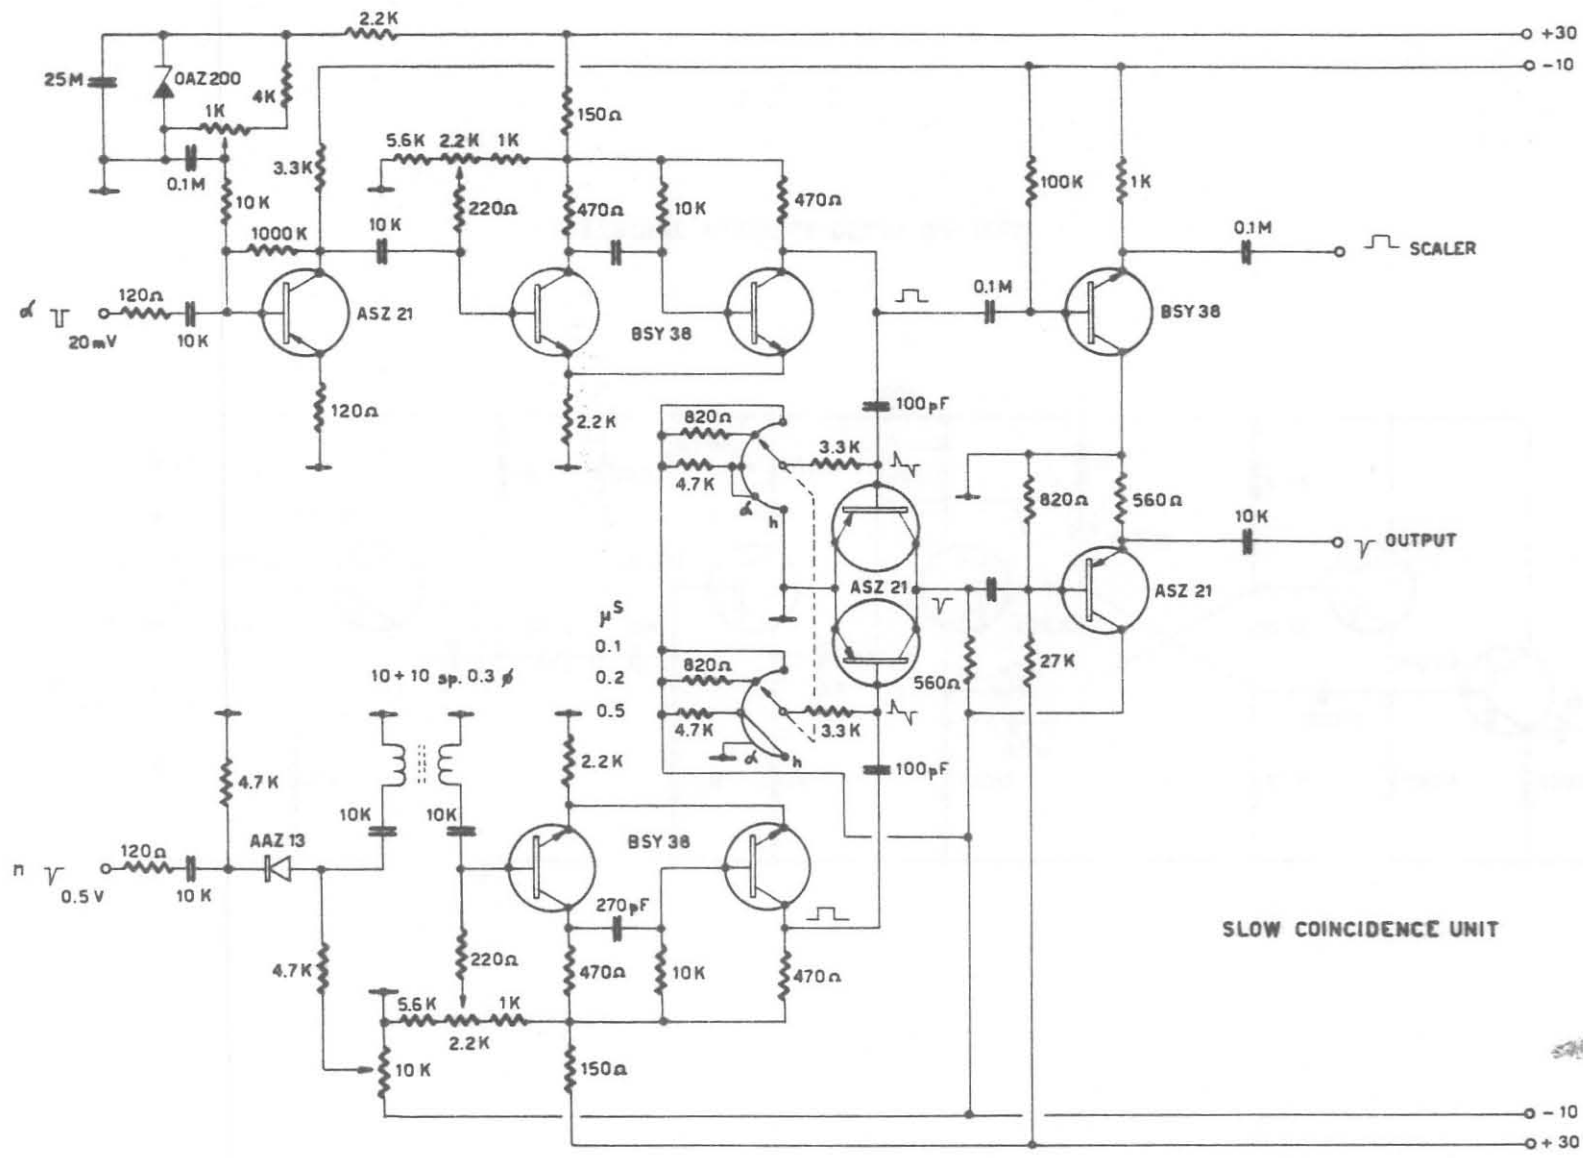 2.2K
+30
-10
25M
OAZ200
1K
4K
150Ω
5.6K 2.2K 1K
3.3K
0.1M
10K
220Ω
470Ω
10K
470Ω
100K
1K
1000K
10K
0.1M
SCALER
α
120Ω
20mV
10K
ASZ 21
BSY 38
0.1M
BSY 38
120Ω
2.2K
820Ω
100pF
3.3K
4.7K
α
h
820Ω
560Ω
10K
OUTPUT
ASZ 21
ASZ 21
μS
0.1
0.2
0.5
820Ω
4.7K
3.3K
α
h
560Ω
27K
10+10 sp. 0.3 ϕ
4.7K
2.2K
100pF
10K
10K
AAZ 13
BSY 38
n
120Ω
0.5V
10K
270pF
SLOW COINCIDENCE UNIT
4.7K
220Ω
470Ω
10K
470Ω
5.6K
1K
2.2K
10K
150Ω
-10
+30